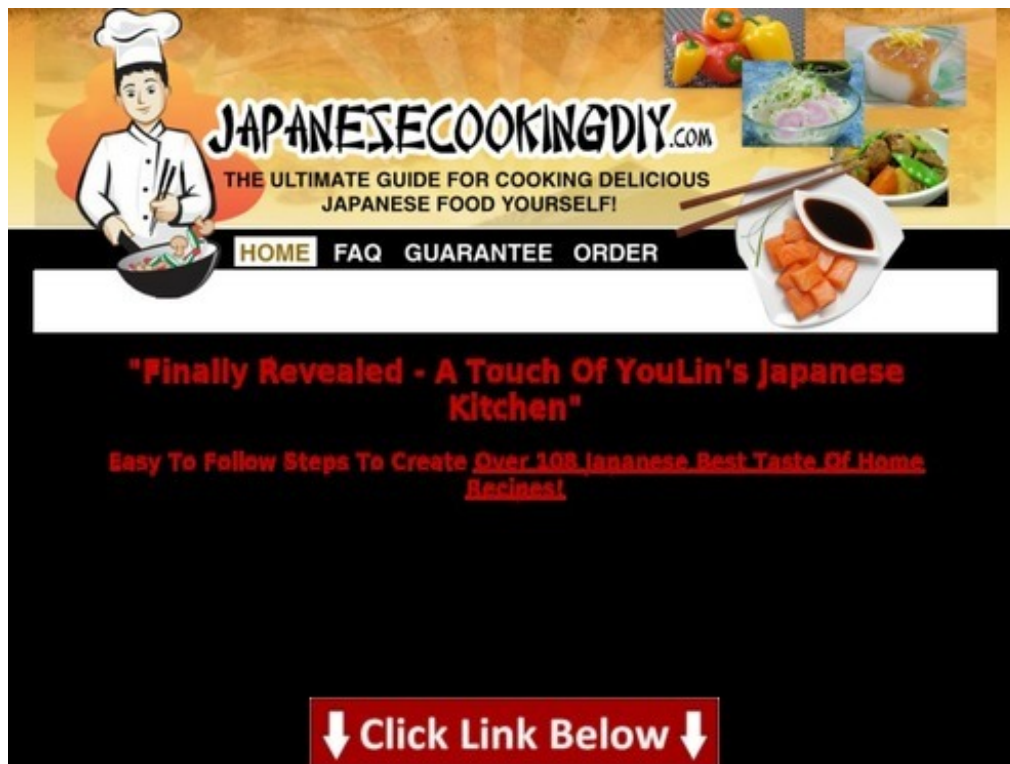 JAPANESECOOKINGDIY.COM
THE ULTIMATE GUIDE FOR COOKING DELICIOUS
JAPANESE FOOD YOURSELF!
HOME FAQ GUARANTEE ORDER
"Finally Revealed - A Touch Of YouLin's Japanese
Kitchen"
Easy To Follow Steps To Create Over 108 Japanese Best Taste Of Home
Recipes!
Click Link Below